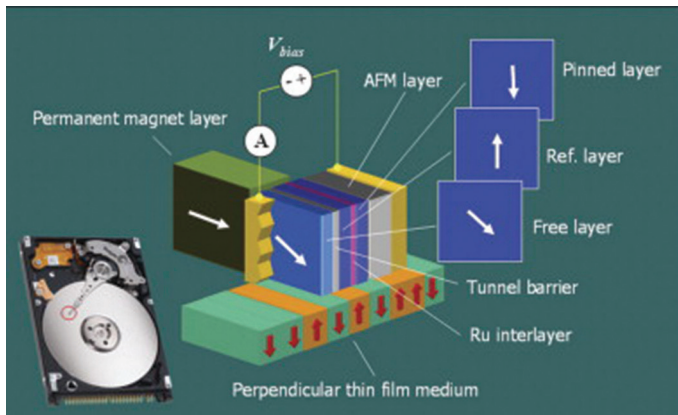 V bias
Pinned layer
AFM layer
Permanent magnet layer
A
Ref. layer
Free layer
Tunnel barrier
Ru interlayer
Perpendicular thin film medium